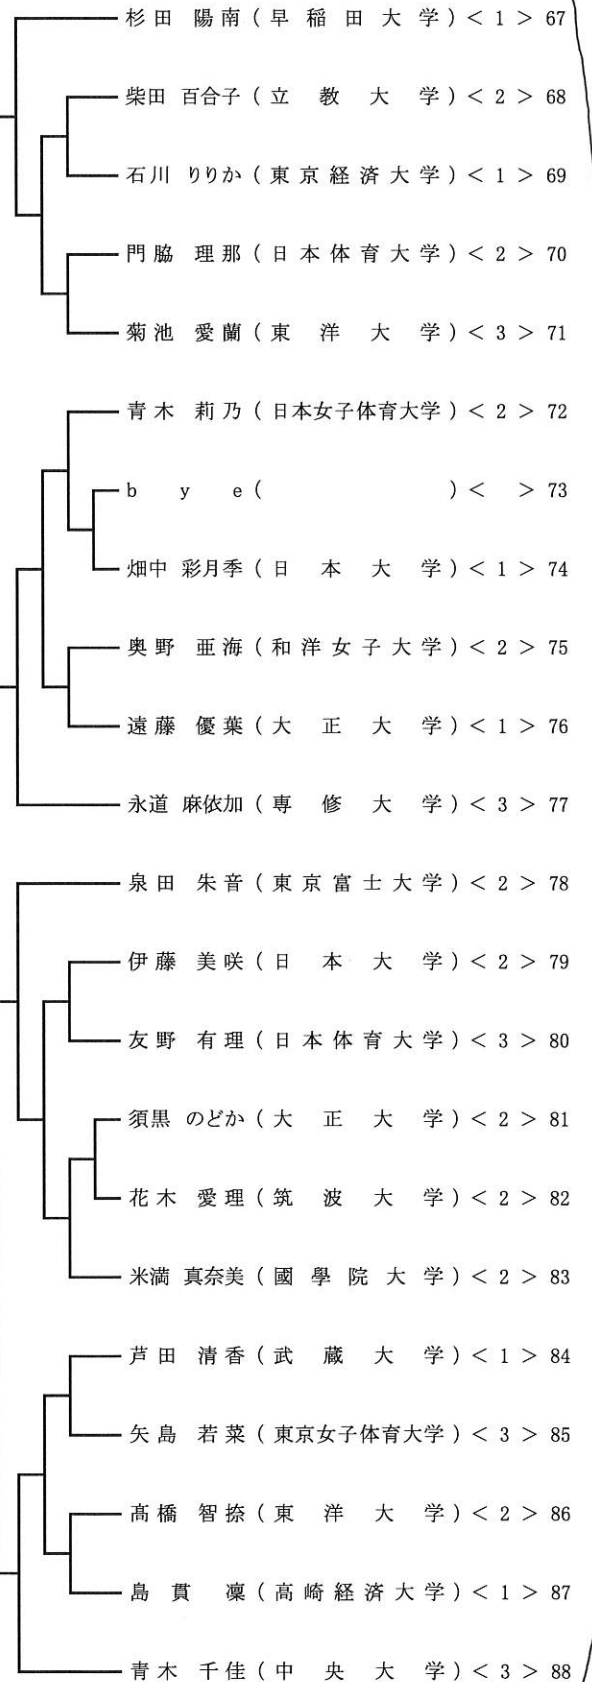 杉田 陽南(早稲田大学)<1> 67
柴田 百合子(立教大学)<2> 68
石川 りりか(東京経済大学)<1> 69
門脇 理那(日本体育大学)<2> 70
菊池 愛蘭(東洋大学)<3> 71
青木 莉乃(日本女子体育大学)<2> 72
bye( )< > 73
畑中 彩月季(日本大学)<1> 74
奥野 亜海(和洋女子大学)<2> 75
遠藤 優葉(大正大学)<1> 76
永道 麻依加(専修大学)<3> 77
泉田 朱音(東京富士大学)<2> 78
伊藤 美咲(日本大学)<2> 79
友野 有理(日本体育大学)<3> 80
須黒 のどか(大正大学)<2> 81
花木 愛理(筑波大学)<2> 82
米満 真奈美(國學院大学)<2> 83
芦田 清香(武蔵大学)<1> 84
矢島 若菜(東京女子体育大学)<3> 85
髙橋 智捺(東洋大学)<2> 86
島貫 凜(高崎経済大学)<1> 87
青木 千佳(中央大学)<3> 88